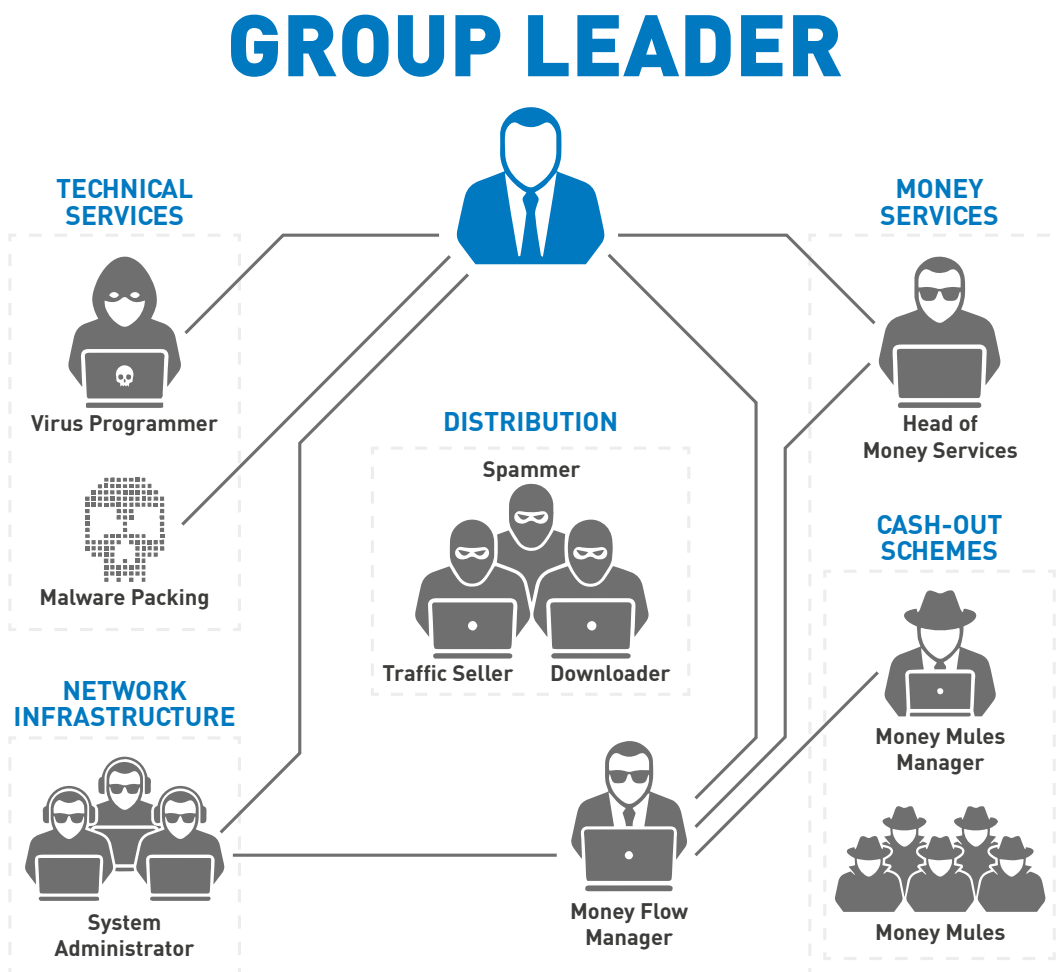 GROUP LEADER
TECHNICAL
SERVICES
Virus Programmer
Malware Packing
NETWORK
INFRASTRUCTURE
System
Administrator
DISTRIBUTION
Spammer
Traffic Seller
Downloader
Money Flow
Manager
MONEY
SERVICES
Head of
Money Services
CASH-OUT
SCHEMES
Money Mules
Manager
Money Mules